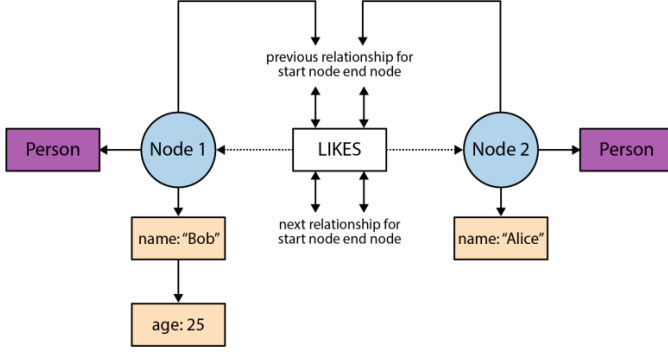 previous relationship for
start node end node
Person
Node 1
LIKES
Node 2
Person
name: “Bob”
next relationship for
start node end node
name: “Alice”
age: 25